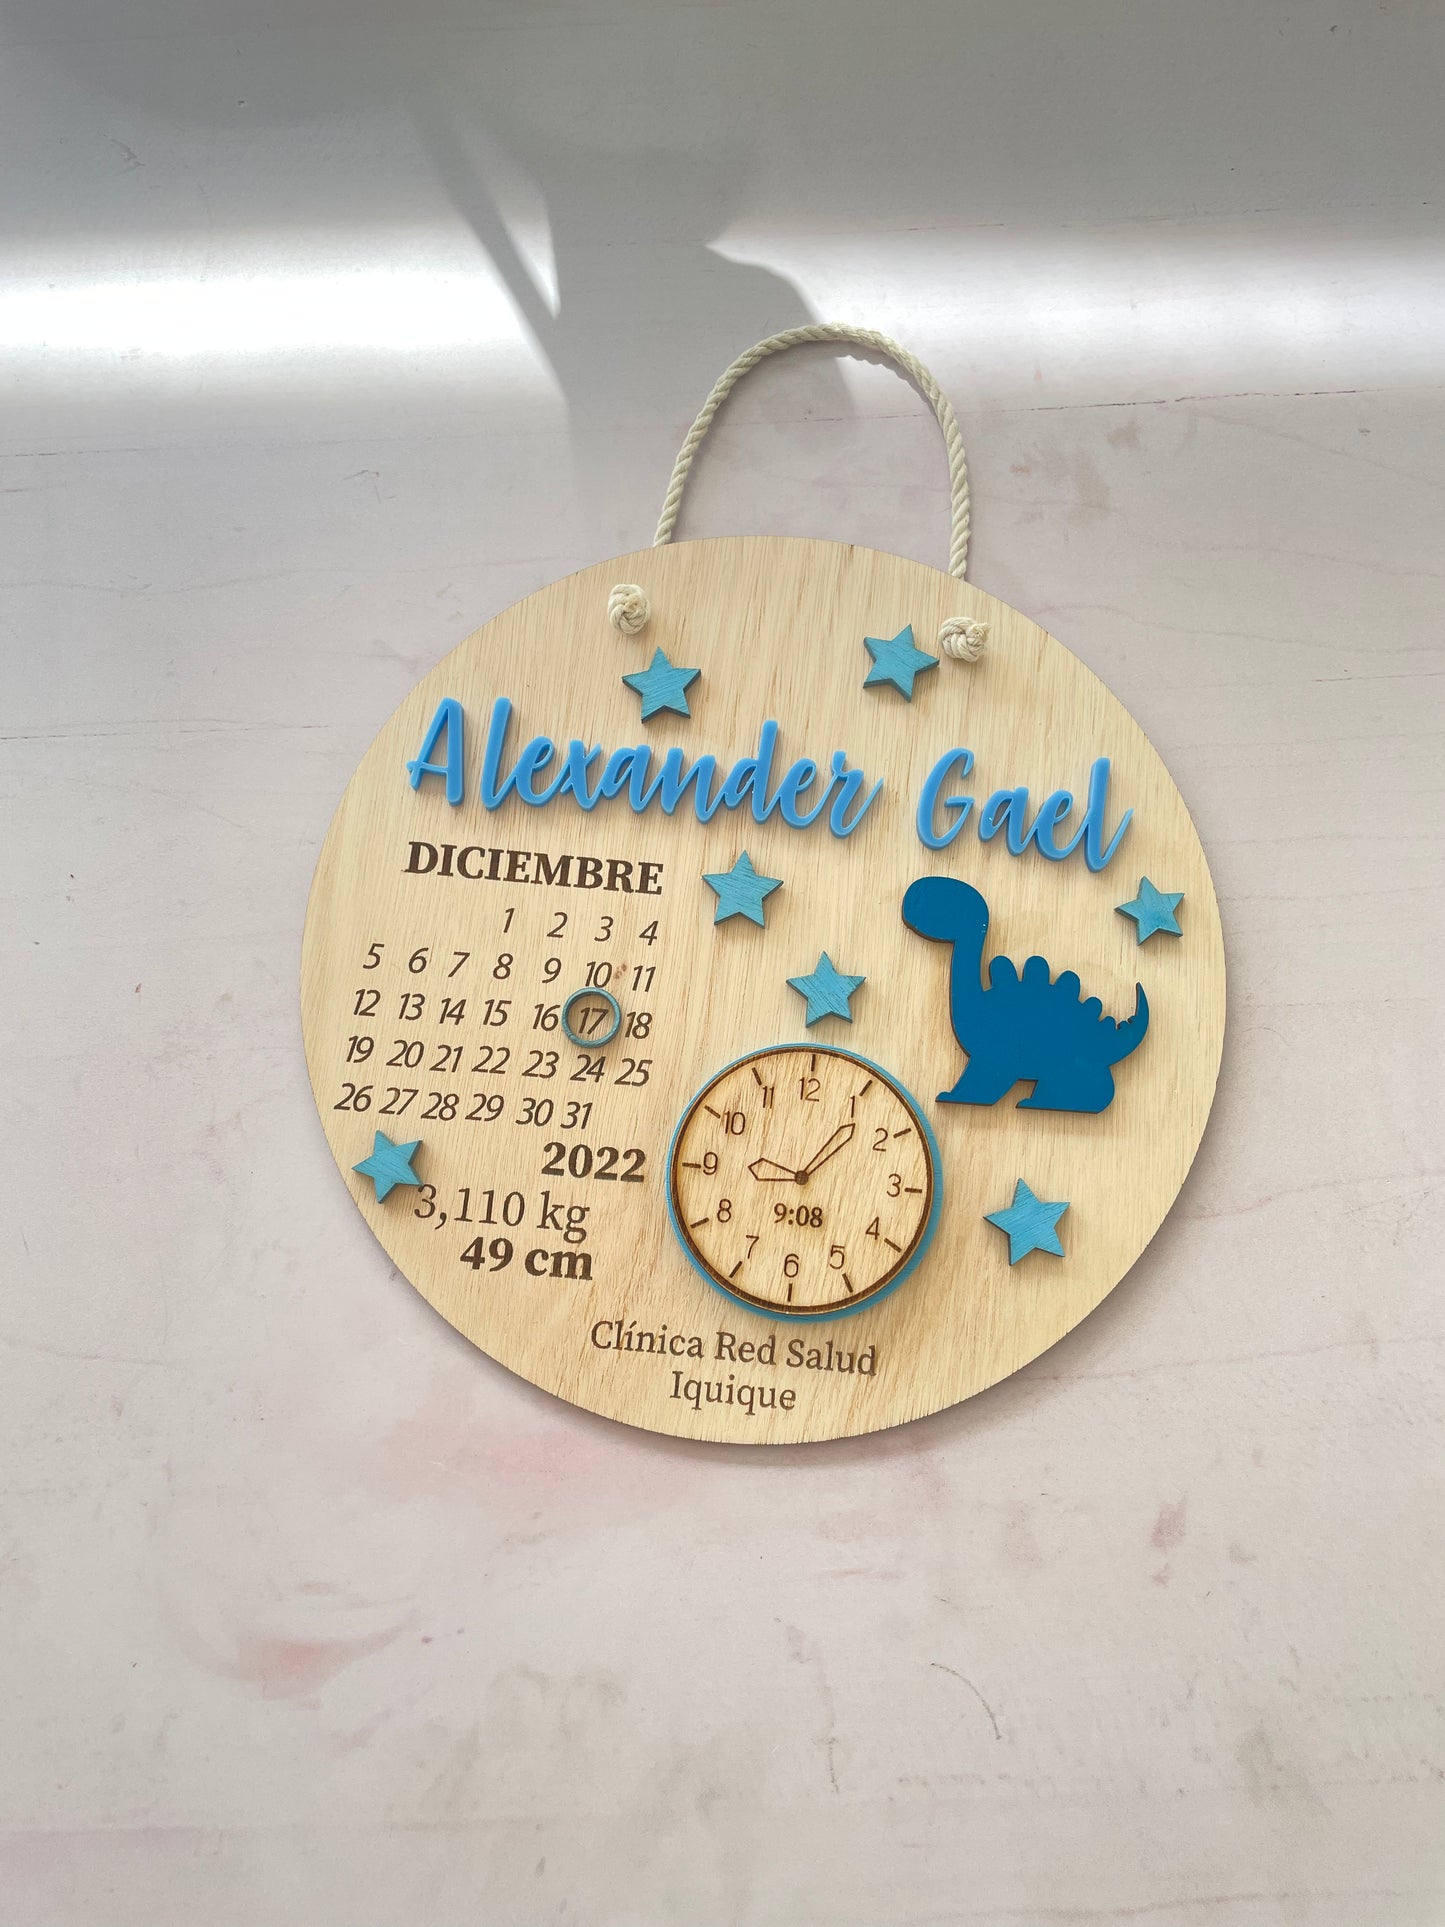 Alexander Gael
DICIEMBRE
1 2 3 4
5 6 7 8 9 10 11
12 13 14 15 16 17 18
19 20 21 22 23 24 25
26 27 28 29 30 31
2022
3,110 kg
49 cm
12
11 1
10 2
9 3
9:08
8 4
7 5
6
Clínica Red Salud
Iquique